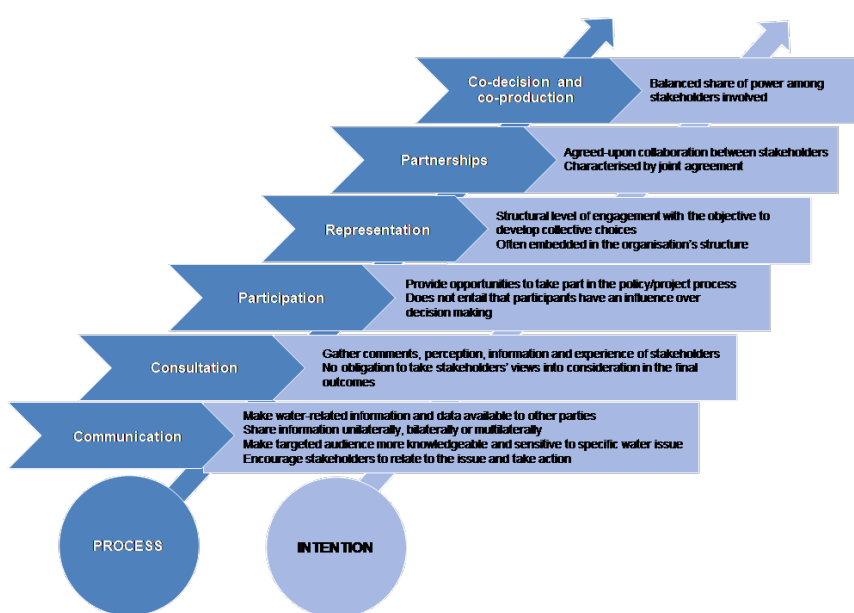 Co-decision and
co-production
Balanced share of power among
stakeholders involved
Partnerships
Agreed-upon collaboration between stakeholders
Characterised by joint agreement
Representation
Structural level of engagement with the objective to
develop collective choices
Often embedded in the organisation's structure
Participation
Provide opportunities to take part in the policy/project process
Does not entail that participants have an influence over
decision making
Consultation
Gather comments, perception, information and experience of stakeholders
No obligation to take stakeholders' views into consideration in the final
outcomes
Communication
Make water-related information and data available to other parties
Share information unilaterally, bilaterally or multilaterally
Make targeted audience more knowledgeable and sensitive to specific water issue
Encourage stakeholders to relate to the issue and take action
PROCESS
INTENTION